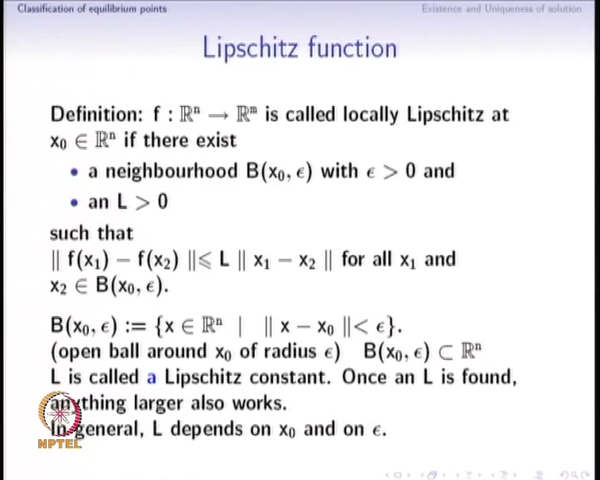 Classification of equilibrium points
Existence and Uniqueness of solution
Lipschitz function
Definition: f : ℝⁿ → ℝᵐ is called locally Lipschitz at
x₀ ∈ ℝⁿ if there exist
• a neighbourhood B(x₀, ϵ) with ϵ > 0 and
• an L > 0
such that
‖ f(x₁) − f(x₂) ‖⩽ L ‖ x₁ − x₂ ‖ for all x₁ and
x₂ ∈ B(x₀, ϵ).
B(x₀, ϵ) := {x ∈ ℝⁿ | ‖ x − x₀ ‖< ϵ}.
(open ball around x₀ of radius ϵ) B(x₀, ϵ) ⊂ ℝⁿ
L is called a Lipschitz constant. Once an L is found,
anything larger also works.
In general, L depends on x₀ and on ϵ.
NPTEL